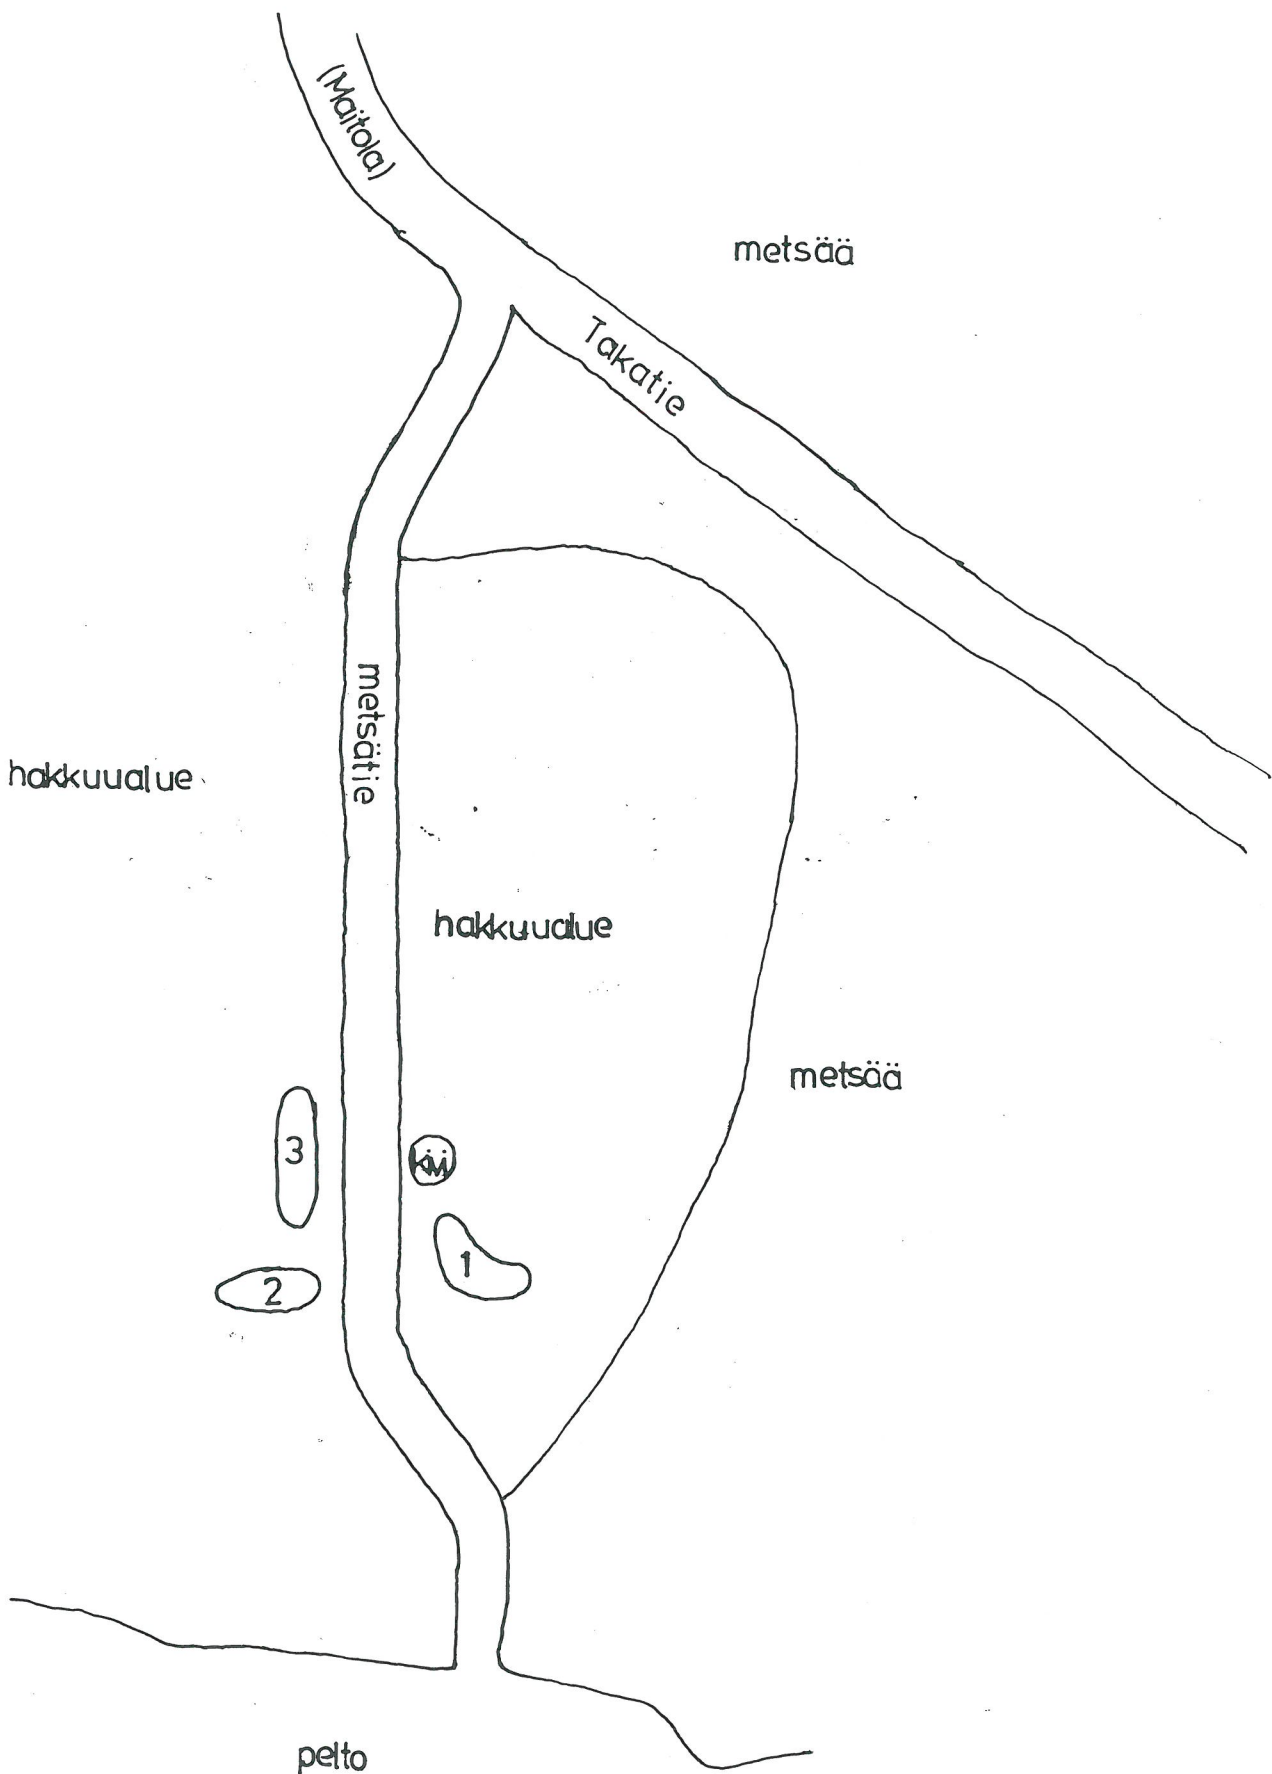 (Maitola)
metsää
Takatie
metsätie
hakkuualue
hakkuualue
metsää
3
kivi
1
2
pelto